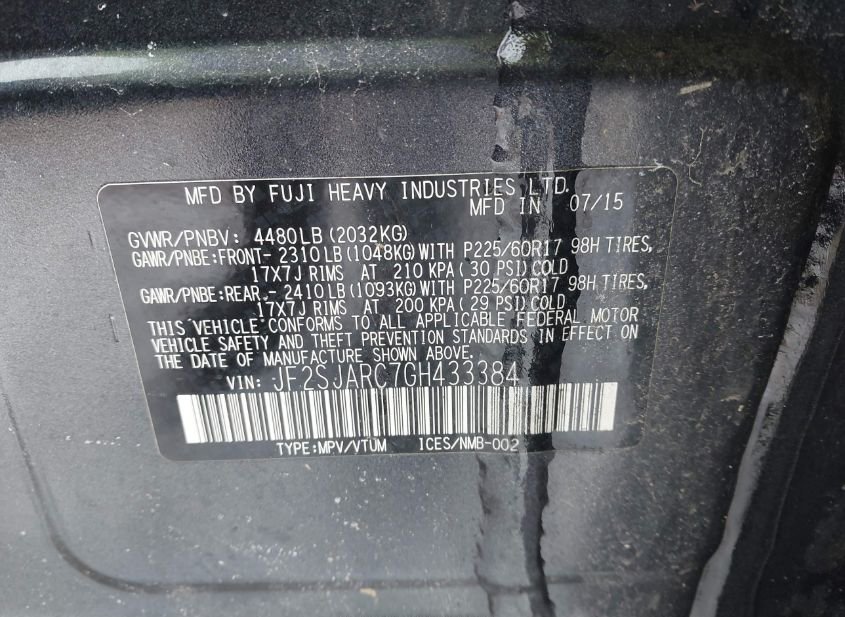 MFD BY FUJI HEAVY INDUSTRIES LTD.
MFD IN 07/15
GVWR/PNBV: 4480LB(2032KG)
GAWR/PNBE:FRONT- 2310LB(1048KG)WITH P225/60R17 98H TIRES,
17X7J RIMS AT 210 KPA( 30 PSI)COLD
GAWR/PNBE:REAR.- 2410LB(1093KG)WITH P225/60R17 98H TIRES,
17X7J RIMS AT 200 KPA( 29 PSI)COLD
THIS VEHICLE CONFORMS TO ALL APPLICABLE FEDERAL MOTOR
VEHICLE SAFETY AND THEFT PREVENTION STANDARDS IN EFFECT ON
THE DATE OF MANUFACTURE SHOWN ABOVE.
VIN: JF2SJARC7GH433384
TYPE:MPV/VTUM ICES/NMB-002